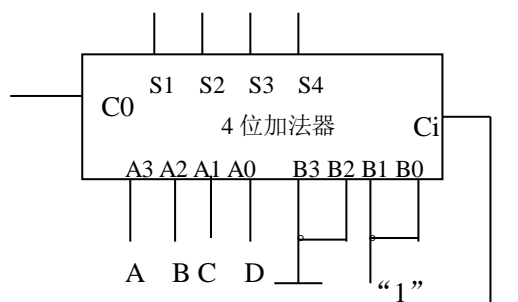 S1 S2 S3 S4
C0
4 位加法器
Ci
A3 A2 A1 A0 B3 B2 B1 B0
A B C D
“1”